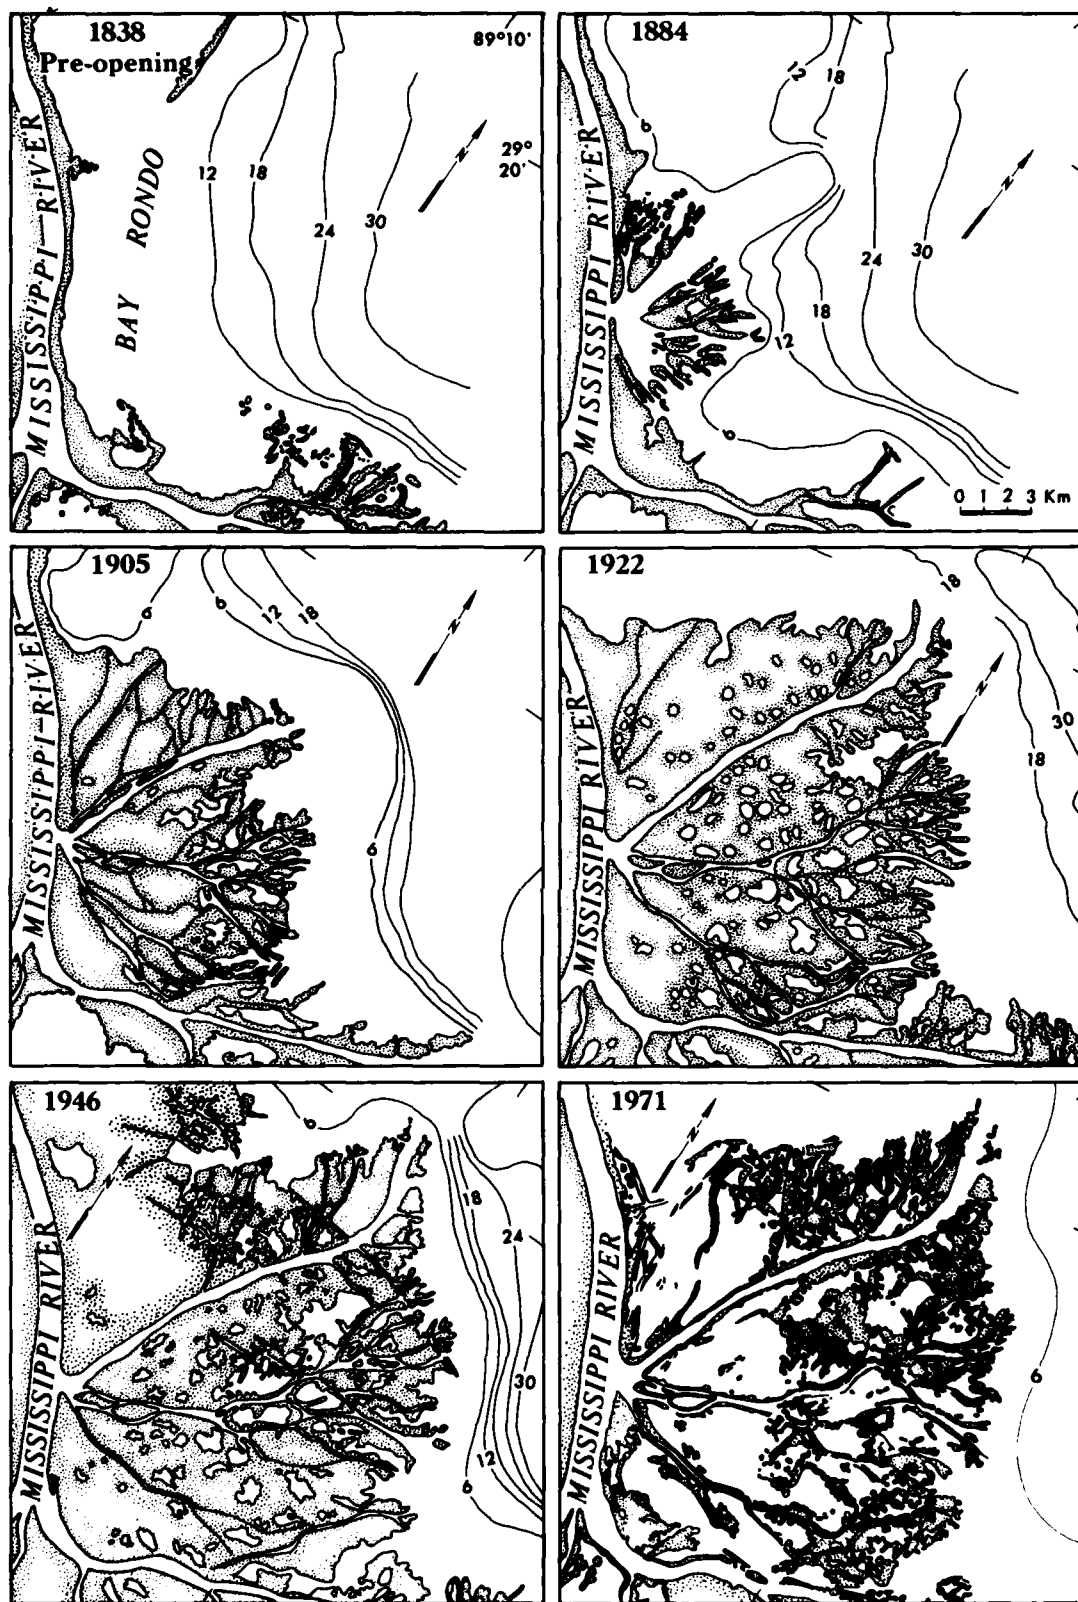 1838
Pre-opening
89°10'
29°
20'
MISSISSIPPI RIVER
BAY RONDO
N
12
18
24
30
1884
12
18
6
MISSISSIPPI RIVER
N
24
30
18
12
6
0 1 2 3 Km
1905
6
6
12
18
MISSISSIPPI RIVER
N
6
1922
18
30
18
MISSISSIPPI RIVER
N
1946
6
18
24
30
12
6
MISSISSIPPI RIVER
N
1971
MISSISSIPPI RIVER
N
6